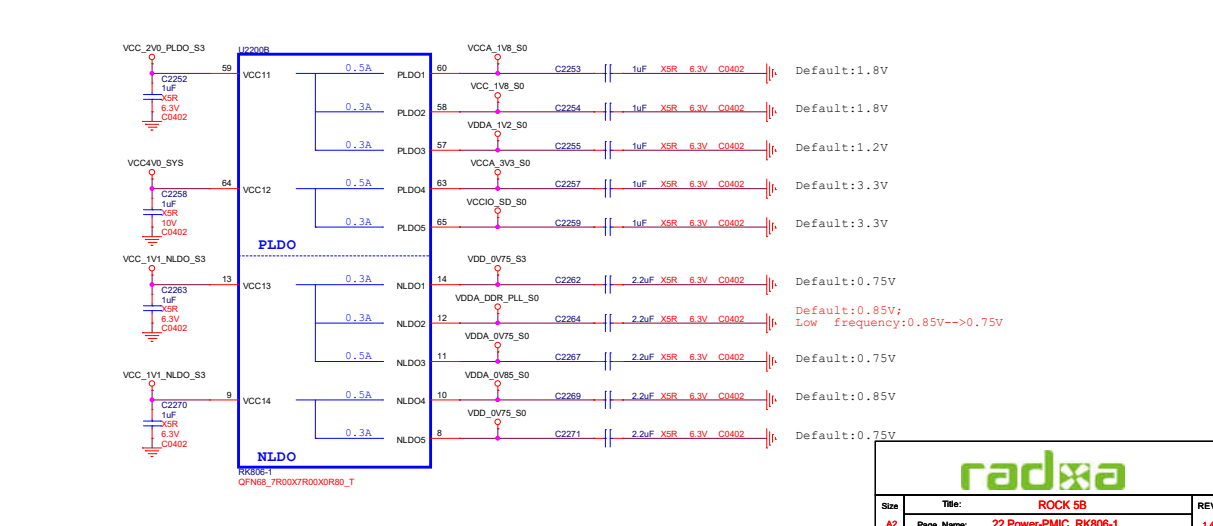 VCC_2V0_PLDO_S3
U2200B
VCCA_1V8_S0
59 VCC11 0.5A PLDO1 60 C2253 1uF X5R 6.3V C0402 Default:1.8V
C2252
1uF
X5R
6.3V
C0402
VCC_1V8_S0
0.3A PLDO2 58 C2254 1uF X5R 6.3V C0402 Default:1.8V
VDDA_1V2_S0
0.3A PLDO3 57 C2255 1uF X5R 6.3V C0402 Default:1.2V
VCC4V0_SYS
VCCA_3V3_S0
64 VCC12 0.5A PLDO4 63 C2257 1uF X5R 6.3V C0402 Default:3.3V
C2258
1uF
X5R
10V
C0402
VCCIO_SD_S0
0.3A PLDO5 65 C2259 1uF X5R 6.3V C0402 Default:3.3V
PLDO
VCC_1V1_NLDO_S3
VDD_0V75_S3
13 VCC13 0.3A NLDO1 14 C2262 2.2uF X5R 6.3V C0402 Default:0.75V
C2263
1uF
X5R
6.3V
C0402
VDDA_DDR_PLL_S0
0.3A NLDO2 12 C2264 2.2uF X5R 6.3V C0402 Default:0.85V;
Low frequency:0.85V-->0.75V
VDDA_0V75_S0
0.5A NLDO3 11 C2267 2.2uF X5R 6.3V C0402 Default:0.75V
VCC_1V1_NLDO_S3
VDDA_0V85_S0
9 VCC14 0.5A NLDO4 10 C2269 2.2uF X5R 6.3V C0402 Default:0.85V
C2270
1uF
X5R
6.3V
C0402
VDD_0V75_S0
0.3A NLDO5 8 C2271 2.2uF X5R 6.3V C0402 Default:0.75V
NLDO
RK806-1
QFN68_7R00X7R00X0R80_T
radxa
Size Title: ROCK 5B REV
A2 Page Name: 22.Power-PMIC_RK806-1